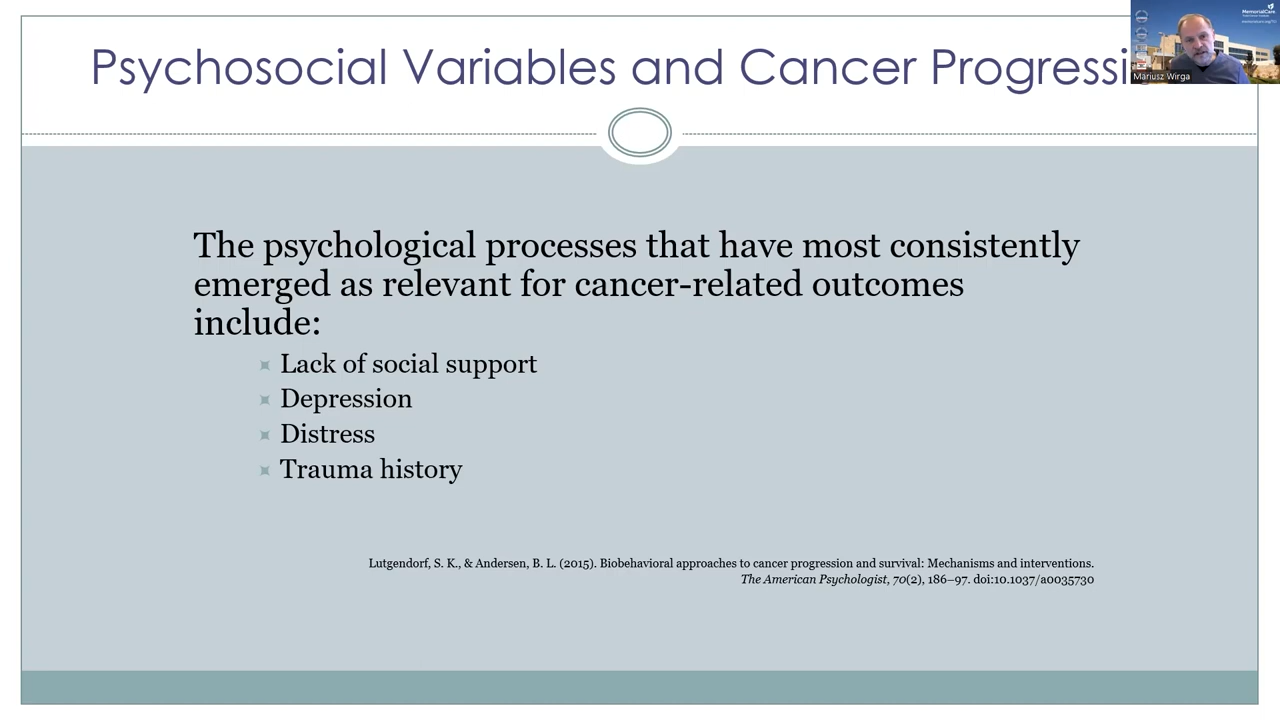 Psychosocial Variables and Cancer Progressi
MemorialCare
Mariusz Wirga
The psychological processes that have most consistently
emerged as relevant for cancer-related outcomes
include:
Lack of social support
Depression
Distress
Trauma history
Lutgendorf, S. K., & Andersen, B. L. (2015). Biobehavioral approaches to cancer progression and survival: Mechanisms and interventions.
The American Psychologist, 70(2), 186–97. doi:10.1037/a0035730